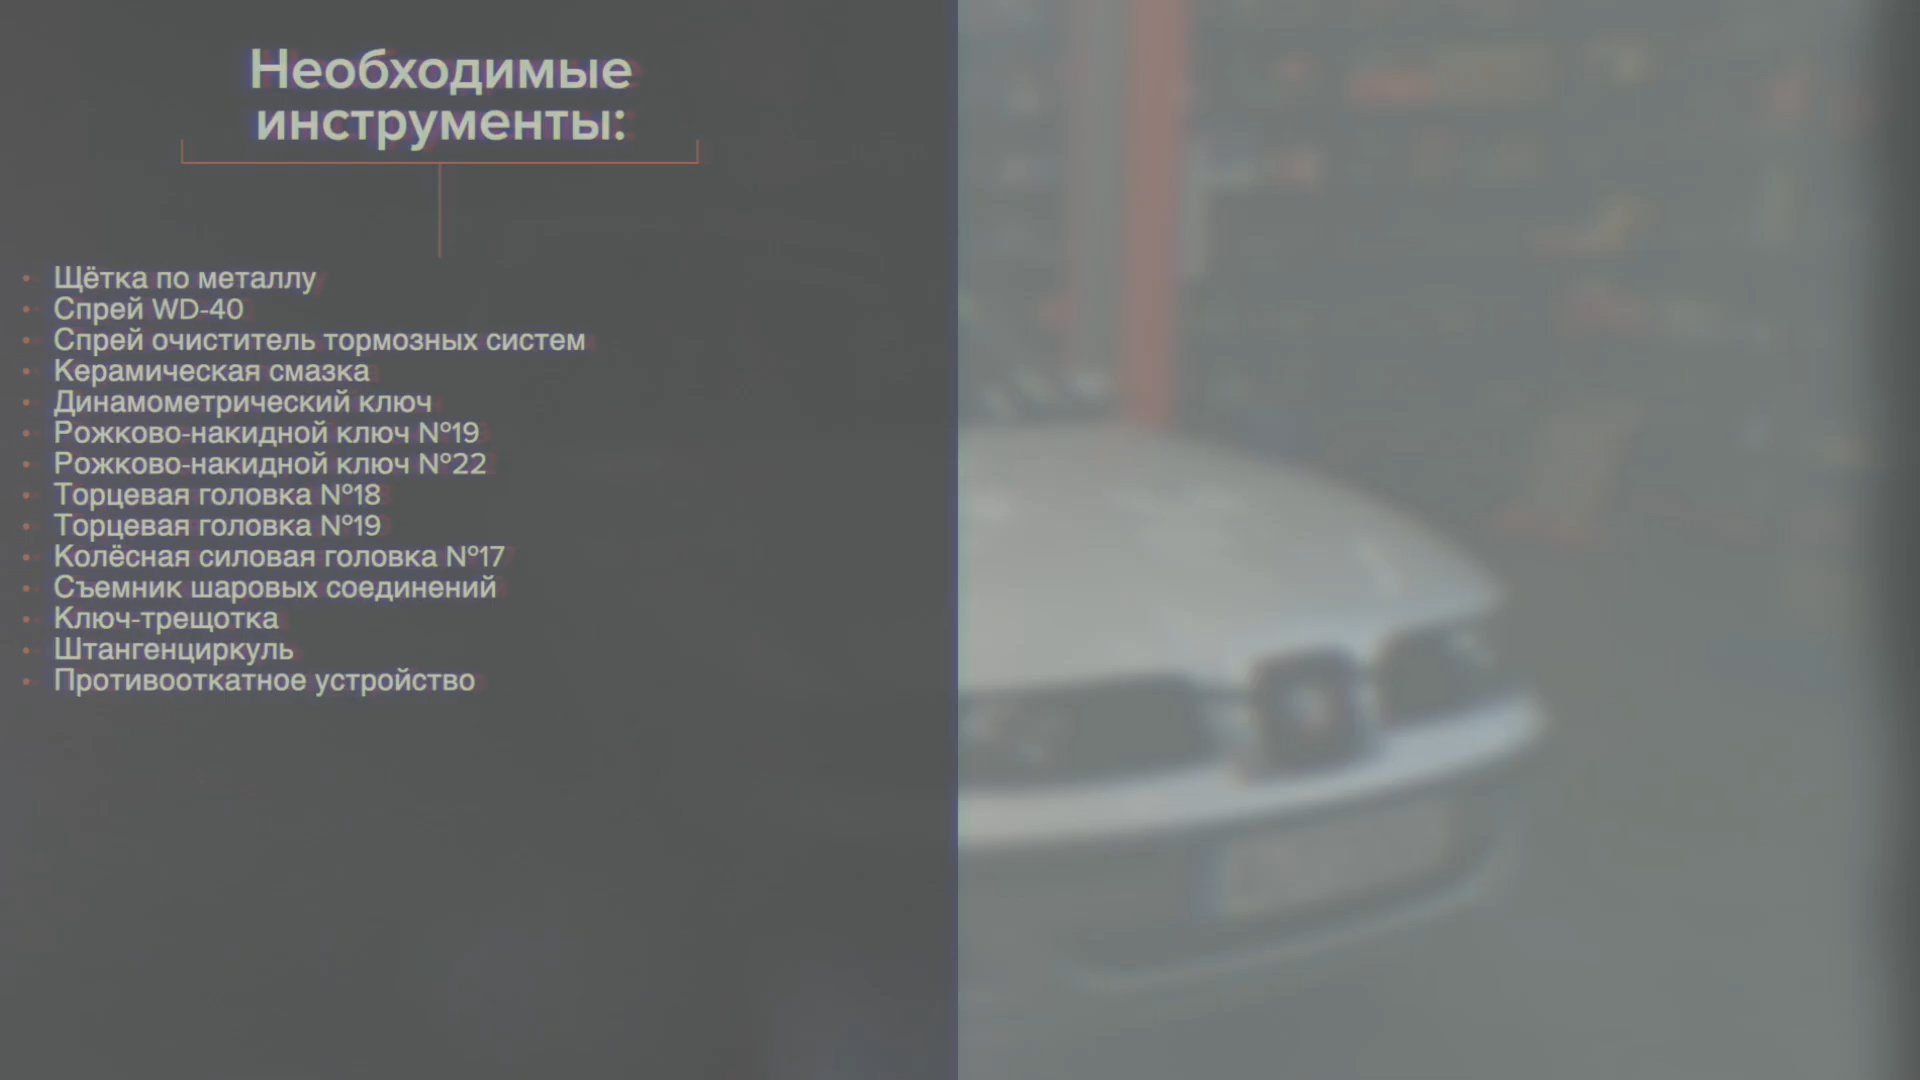 Необходимые
инструменты:
Щётка по металлу
Спрей WD-40
Спрей очиститель тормозных систем
Керамическая смазка
Динамометрический ключ
Рожково-накидной ключ №19
Рожково-накидной ключ №22
Торцевая головка №18
Торцевая головка №19
Колёсная силовая головка №17
Съемник шаровых соединений
Ключ-трещотка
Штангенциркуль
Противооткатное устройство